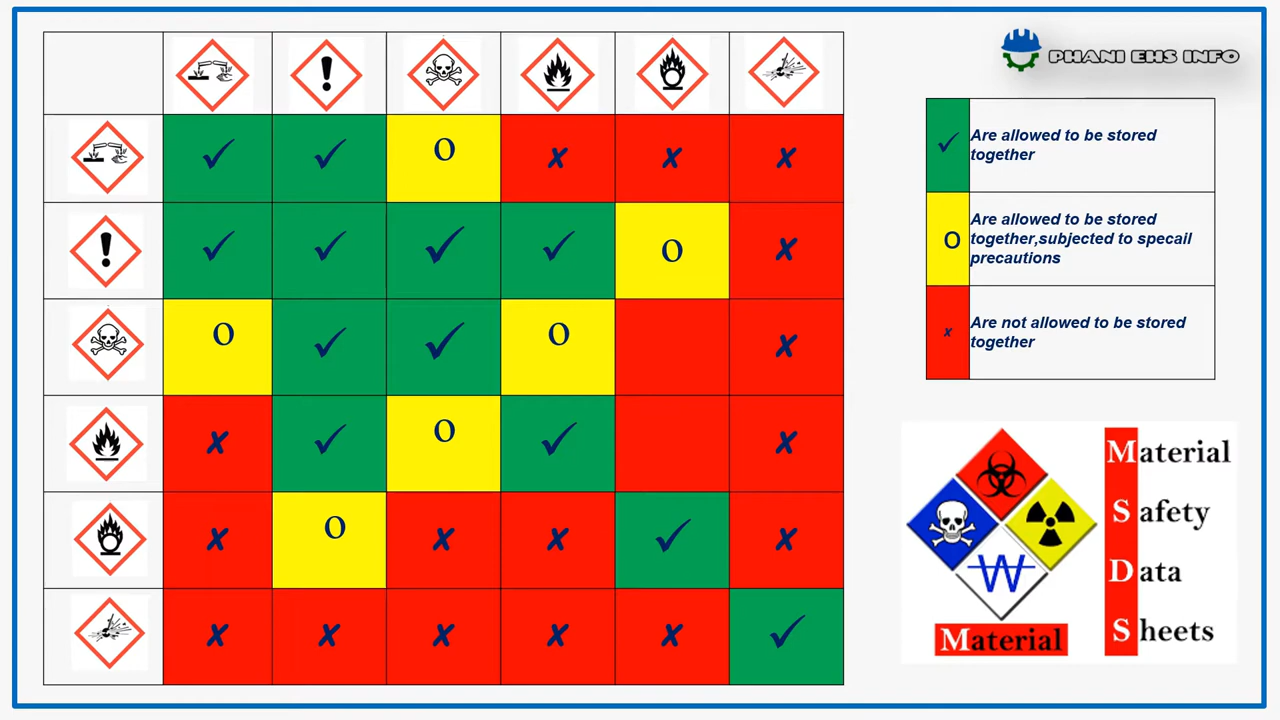 PHANI EHS INFO
✓ ✓ O ✗ ✗ ✗
✓ ✓ ✓ ✓ O ✗
O ✓ ✓ O ✗
✗ ✓ O ✓ ✗
✗ O ✗ ✗ ✓ ✗
✗ ✗ ✗ ✗ ✗ ✓
✓ Are allowed to be stored
together
Are allowed to be stored
O together,subjected to specail
precautions
x Are not allowed to be stored
together
Material
Safety
Data
Sheets
W
Material